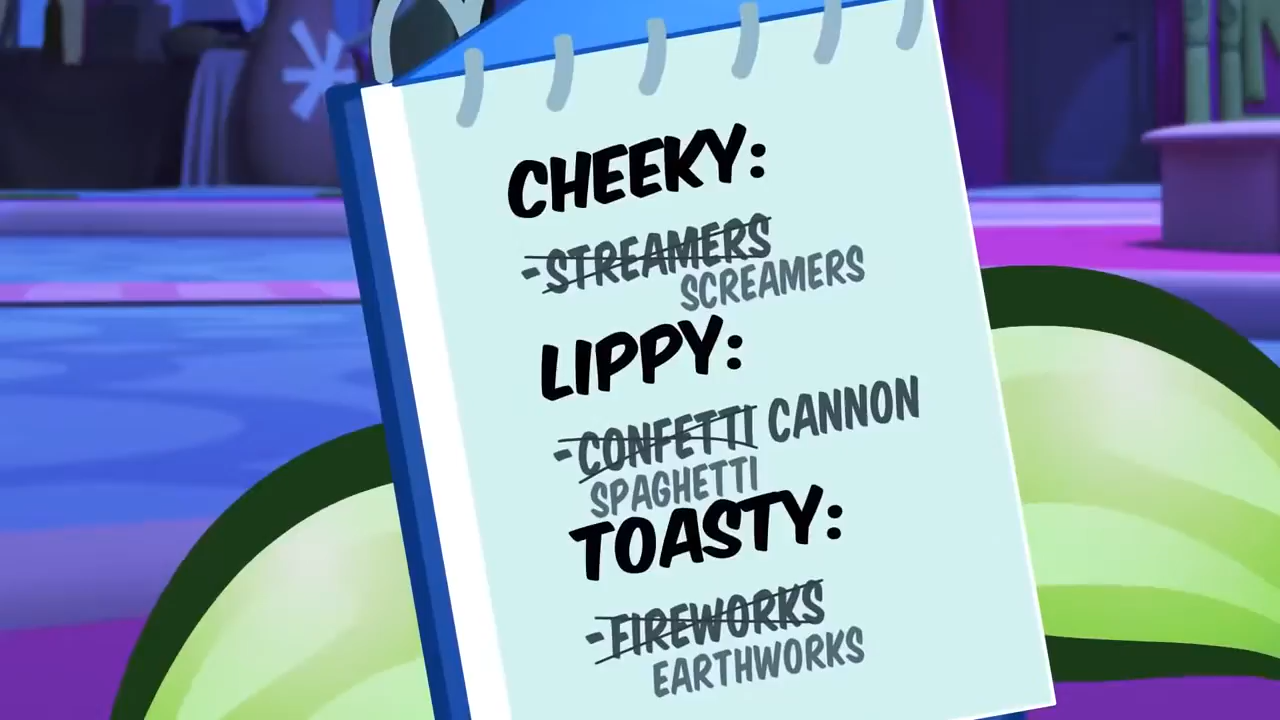 CHEEKY:
-STREAMERS
SCREAMERS
LIPPY:
-CONFETTI CANNON
SPAGHETTI
TOASTY:
-FIREWORKS
EARTHWORKS